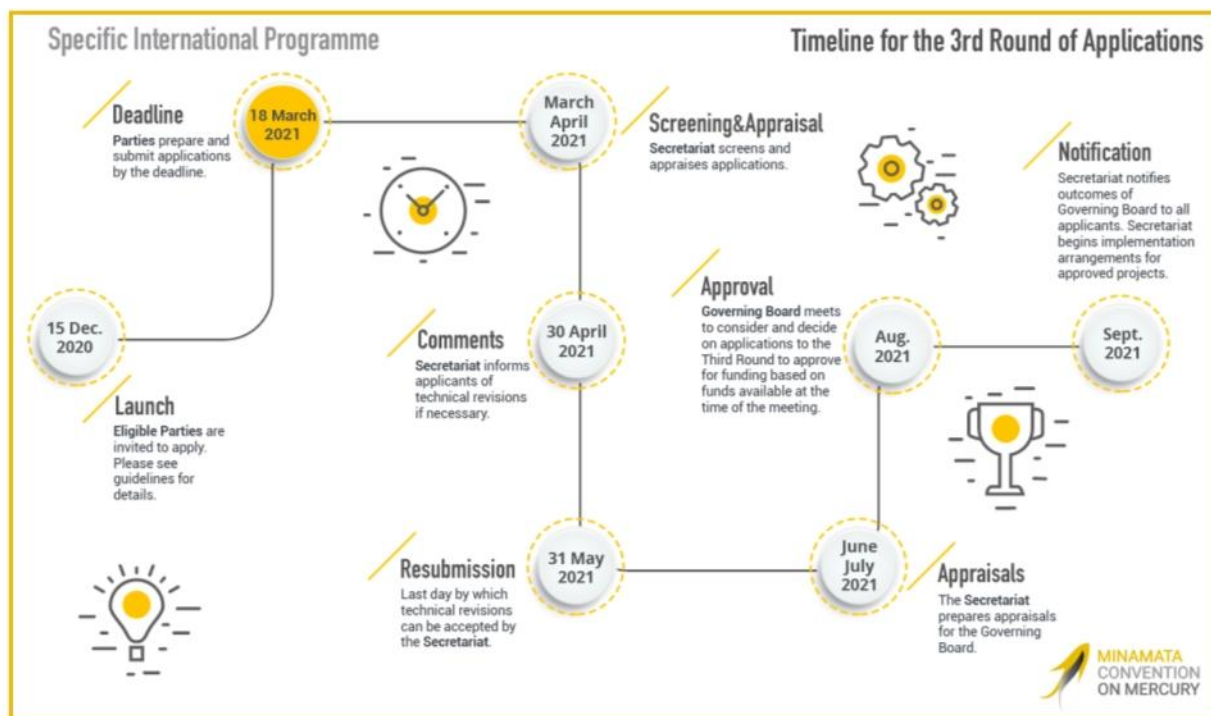 Specific International Programme
Timeline for the 3rd Round of Applications
15 Dec.
2020
Launch
Eligible Parties are
invited to apply.
Please see
guidelines for
details.
Deadline
Parties prepare and
submit applications
by the deadline.
18 March
2021
March
April
2021
Screening&Appraisal
Secretariat screens and
appraises applications.
Comments
Secretariat informs
applicants of
technical revisions
if necessary.
30 April
2021
Resubmission
Last day by which
technical revisions
can be accepted by
the Secretariat.
31 May
2021
June
July
2021
Appraisals
The Secretariat
prepares appraisals
for the Governing
Board.
Approval
Governing Board meets
to consider and decide
on applications to the
Third Round to approve
for funding based on
funds available at the
time of the meeting.
Aug.
2021
Notification
Secretariat notifies
outcomes of
Governing Board to all
applicants. Secretariat
begins implementation
arrangements for
approved projects.
Sept.
2021
MINAMATA
CONVENTION
ON MERCURY